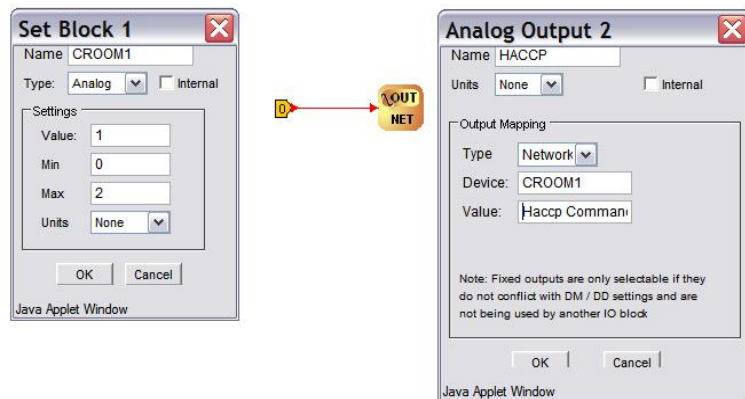 Set Block 1
Name CROOM1
Type: Analog Internal
Settings
Value: 1
Min 0
Max 2
Units None
OK Cancel
Java Applet Window
0
OUT
NET
Analog Output 2
Name HACCP
Units None Internal
Output Mapping
Type Network
Device: CROOM1
Value: Haccp Comman
Note: Fixed outputs are only selectable if they
do not conflict with DM / DD settings and are
not being used by another IO block
OK Cancel
Java Applet Window